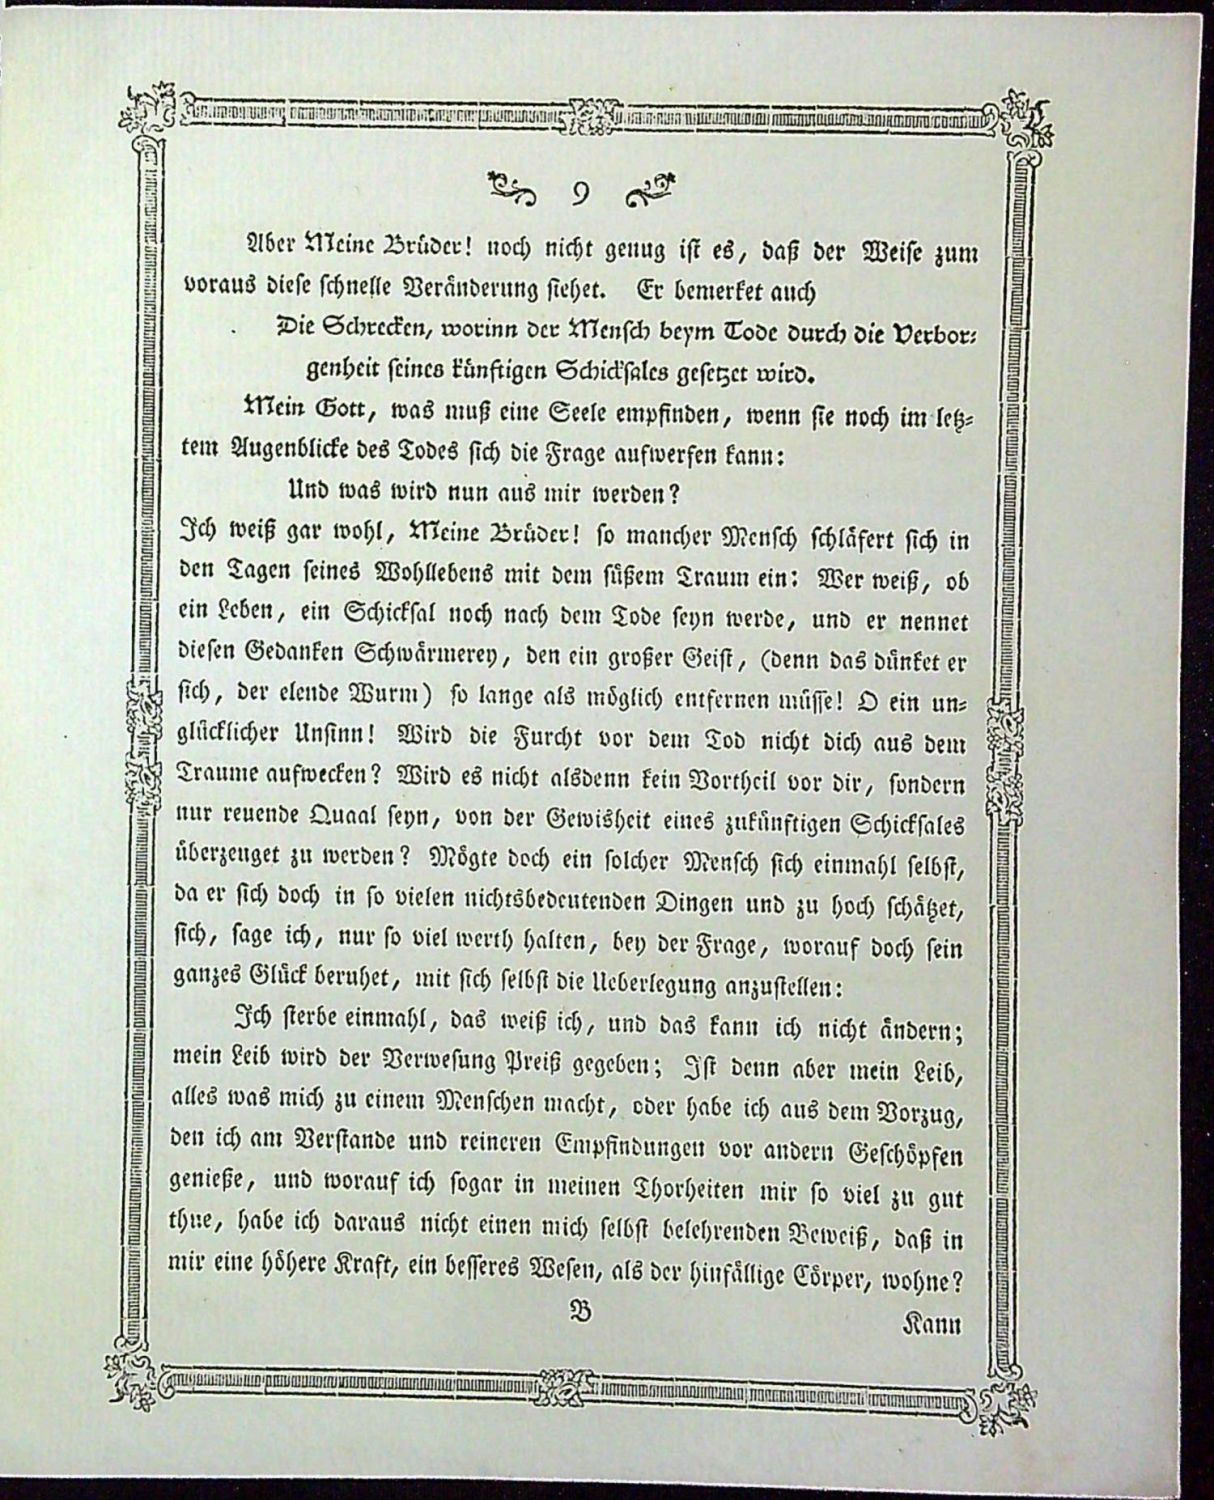 9
Aber Meine Brüder! noch nicht genug ist es, daß der Weise zum
voraus diese schnelle Veränderung siehet. Er bemerket auch
Die Schrecken, worinn der Mensch beym Tode durch die Verbor-
genheit seines künftigen Schicksales gesetzet wird.
Mein Gott, was muß eine Seele empfinden, wenn sie noch im letz-
tem Augenblicke des Todes sich die Frage aufwerfen kann:
Und was wird nun aus mir werden?
Ich weiß gar wohl, Meine Brüder! so mancher Mensch schläfert sich in
den Tagen seines Wohllebens mit dem süßem Traum ein: Wer weiß, ob
ein Leben, ein Schicksal noch nach dem Tode seyn werde, und er nennet
diesen Gedanken Schwärmerey, den ein großer Geist, (denn das dünket er
sich, der elende Wurm) so lange als möglich entfernen müsse! O ein un-
glücklicher Unsinn! Wird die Furcht vor dem Tod nicht dich aus dem
Traume aufwecken? Wird es nicht alsdenn kein Vortheil vor dir, sondern
nur reuende Quaal seyn, von der Gewisheit eines zukünftigen Schicksales
überzeuget zu werden? Mögte doch ein solcher Mensch sich einmahl selbst,
da er sich doch in so vielen nichtsbedeutenden Dingen und zu hoch schätzet,
sich, sage ich, nur so viel werth halten, bey der Frage, worauf doch sein
ganzes Glück beruhet, mit sich selbst die Ueberlegung anzustellen:
Ich sterbe einmahl, das weiß ich, und das kann ich nicht ändern;
mein Leib wird der Verwesung Preiß gegeben; Ist denn aber mein Leib,
alles was mich zu einem Menschen macht, oder habe ich aus dem Vorzug,
den ich am Verstande und reineren Empfindungen vor andern Geschöpfen
genieße, und worauf ich sogar in meinen Thorheiten mir so viel zu gut
thue, habe ich daraus nicht einen mich selbst belehrenden Beweiß, daß in
mir eine höhere Kraft, ein besseres Wesen, als der hinfällige Cörper, wohne?
B
Kann